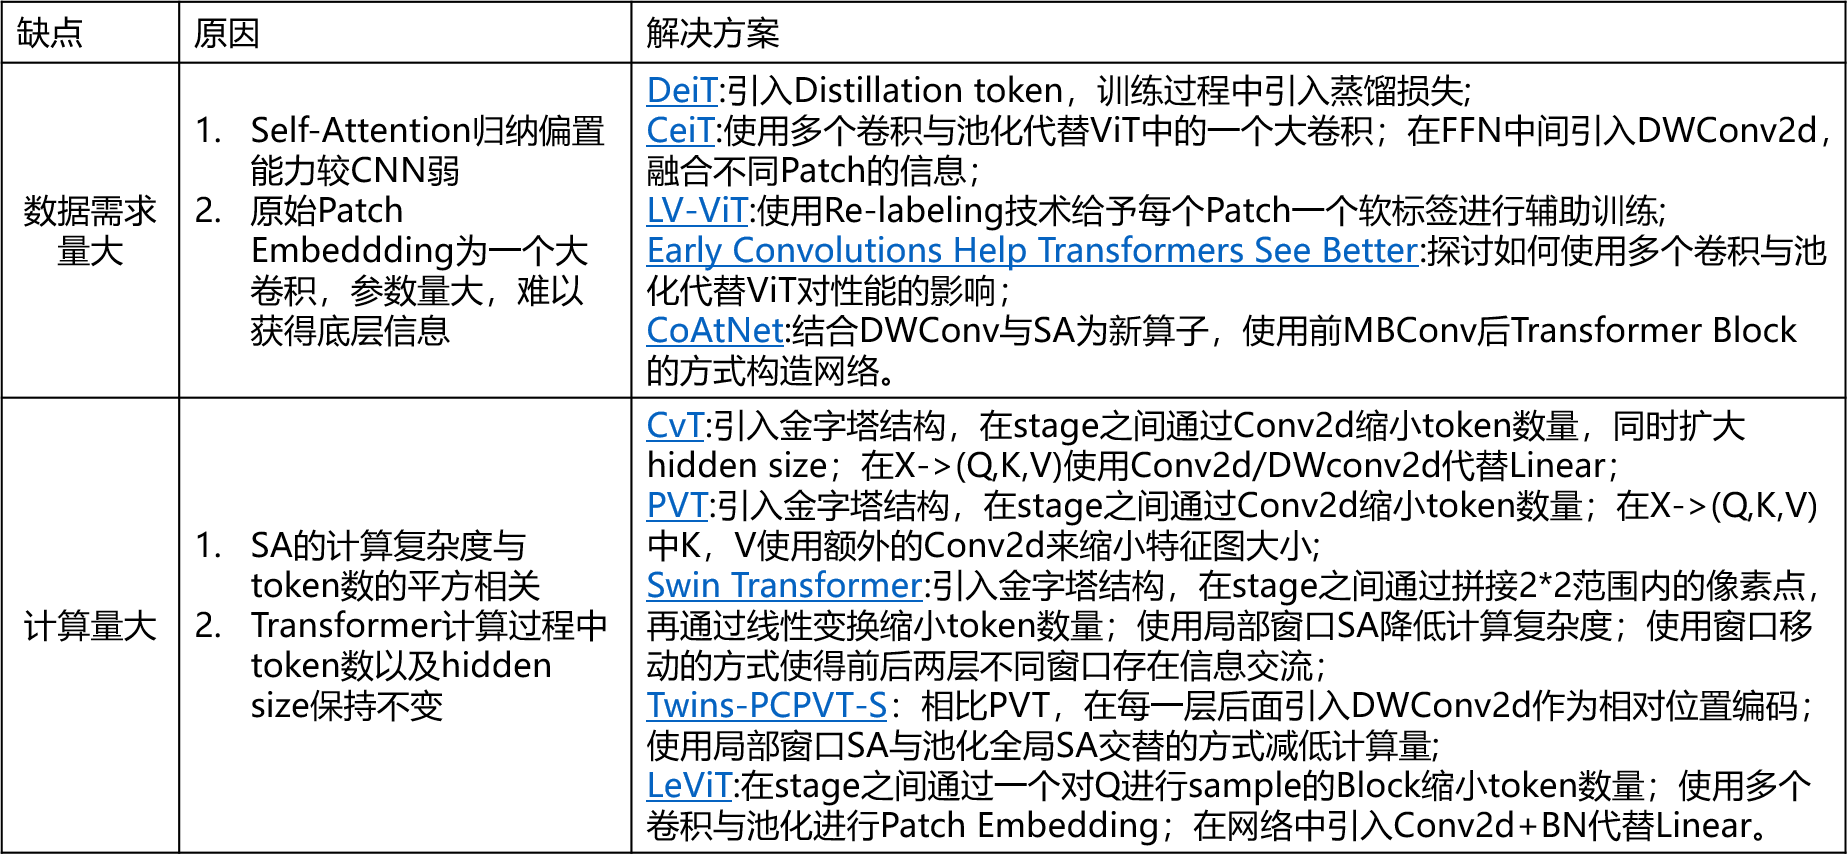 缺点
原因
解决方案
数据需求
量大
1. Self-Attention归纳偏置
能力较CNN弱
2. 原始Patch
Embeddding为一个大
卷积，参数量大，难以
获得底层信息
DeiT:引入Distillation token，训练过程中引入蒸馏损失;
CeiT:使用多个卷积与池化代替ViT中的一个大卷积；在FFN中间引入DWConv2d，
融合不同Patch的信息；
LV-ViT:使用Re-labeling技术给予每个Patch一个软标签进行辅助训练;
Early Convolutions Help Transformers See Better:探讨如何使用多个卷积与池
化代替ViT对性能的影响；
CoAtNet:结合DWConv与SA为新算子，使用前MBConv后Transformer Block
的方式构造网络。
计算量大
1. SA的计算复杂度与
token数的平方相关
2. Transformer计算过程中
token数以及hidden
size保持不变
CvT:引入金字塔结构，在stage之间通过Conv2d缩小token数量，同时扩大
hidden size；在X->(Q,K,V)使用Conv2d/DWconv2d代替Linear；
PVT:引入金字塔结构，在stage之间通过Conv2d缩小token数量；在X->(Q,K,V)
中K，V使用额外的Conv2d来缩小特征图大小;
Swin Transformer:引入金字塔结构，在stage之间通过拼接2*2范围内的像素点，
再通过线性变换缩小token数量；使用局部窗口SA降低计算复杂度；使用窗口移
动的方式使得前后两层不同窗口存在信息交流；
Twins-PCPVT-S：相比PVT，在每一层后面引入DWConv2d作为相对位置编码；
使用局部窗口SA与池化全局SA交替的方式减低计算量;
LeViT:在stage之间通过一个对Q进行sample的Block缩小token数量；使用多个
卷积与池化进行Patch Embedding；在网络中引入Conv2d+BN代替Linear。